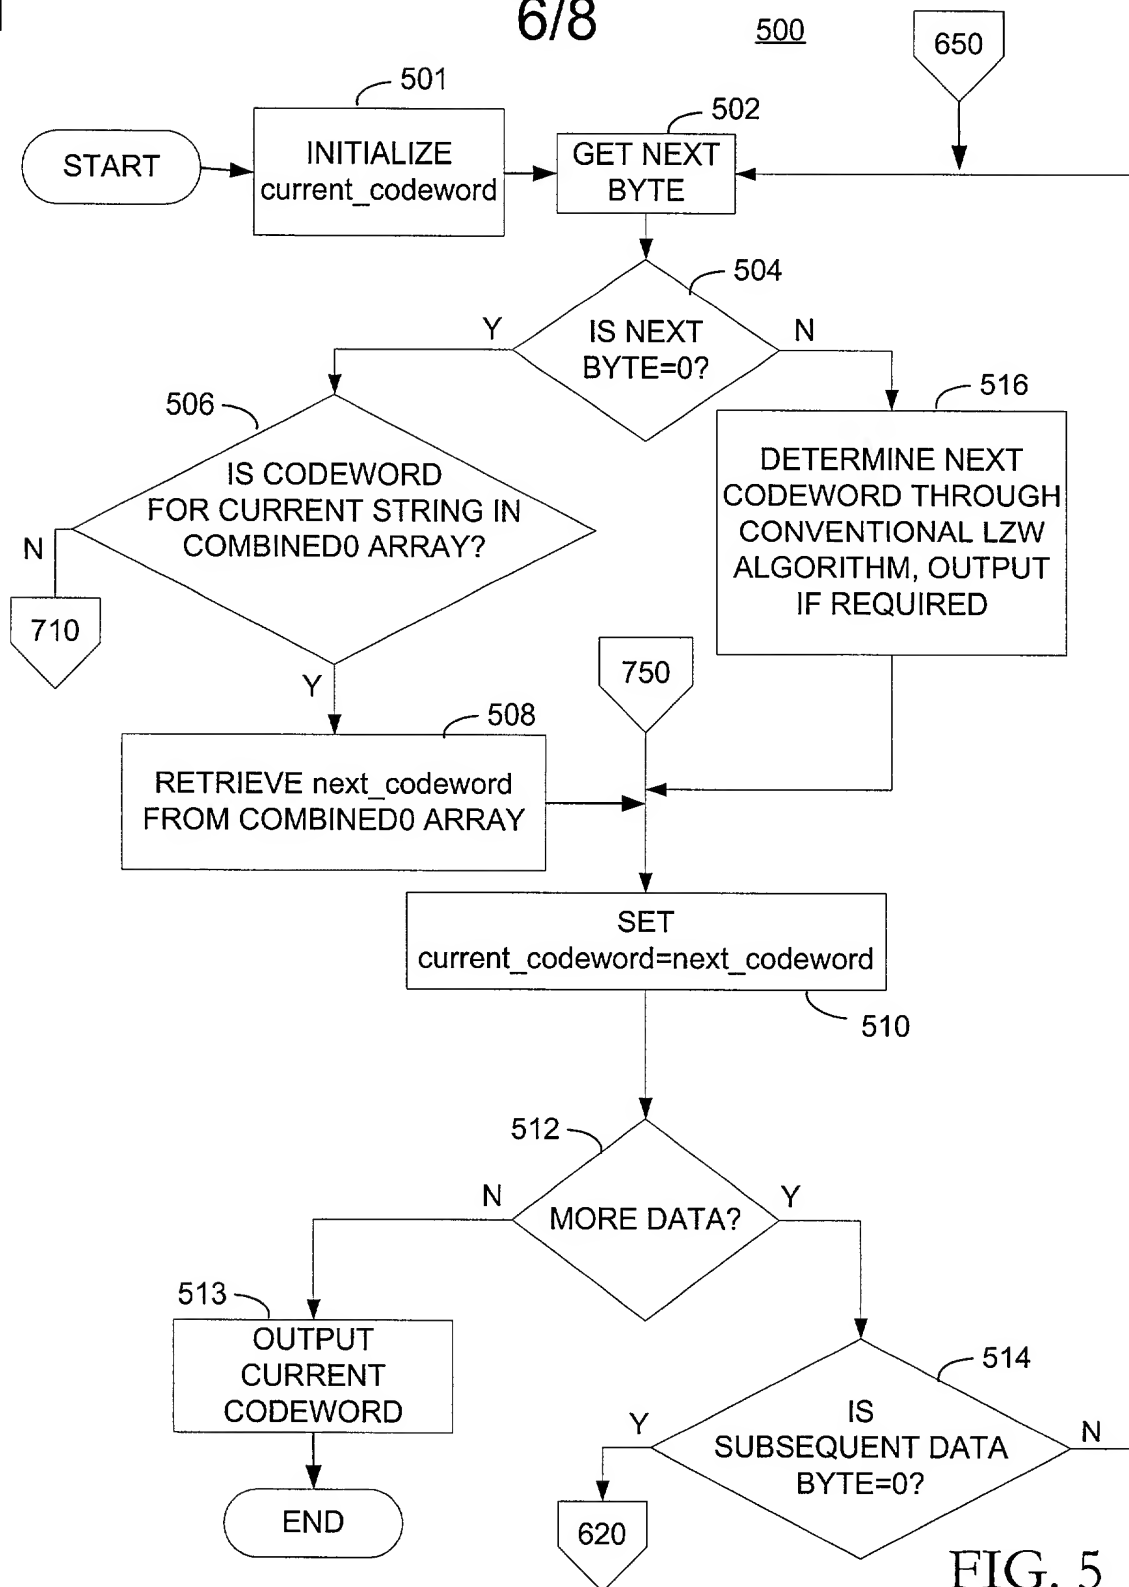 6/8
500
650
501
502
START
INITIALIZE
current_codeword
GET NEXT
BYTE
504
Y
IS NEXT
BYTE=0?
N
506
516
IS CODEWORD
FOR CURRENT STRING IN
COMBINED0 ARRAY?
DETERMINE NEXT
CODEWORD THROUGH
CONVENTIONAL LZW
ALGORITHM, OUTPUT
IF REQUIRED
N
710
Y
750
508
RETRIEVE next_codeword
FROM COMBINED0 ARRAY
SET
current_codeword=next_codeword
510
512
N
MORE DATA?
Y
513
OUTPUT
CURRENT
CODEWORD
514
Y
IS
SUBSEQUENT DATA
BYTE=0?
N
END
620
FIG. 5